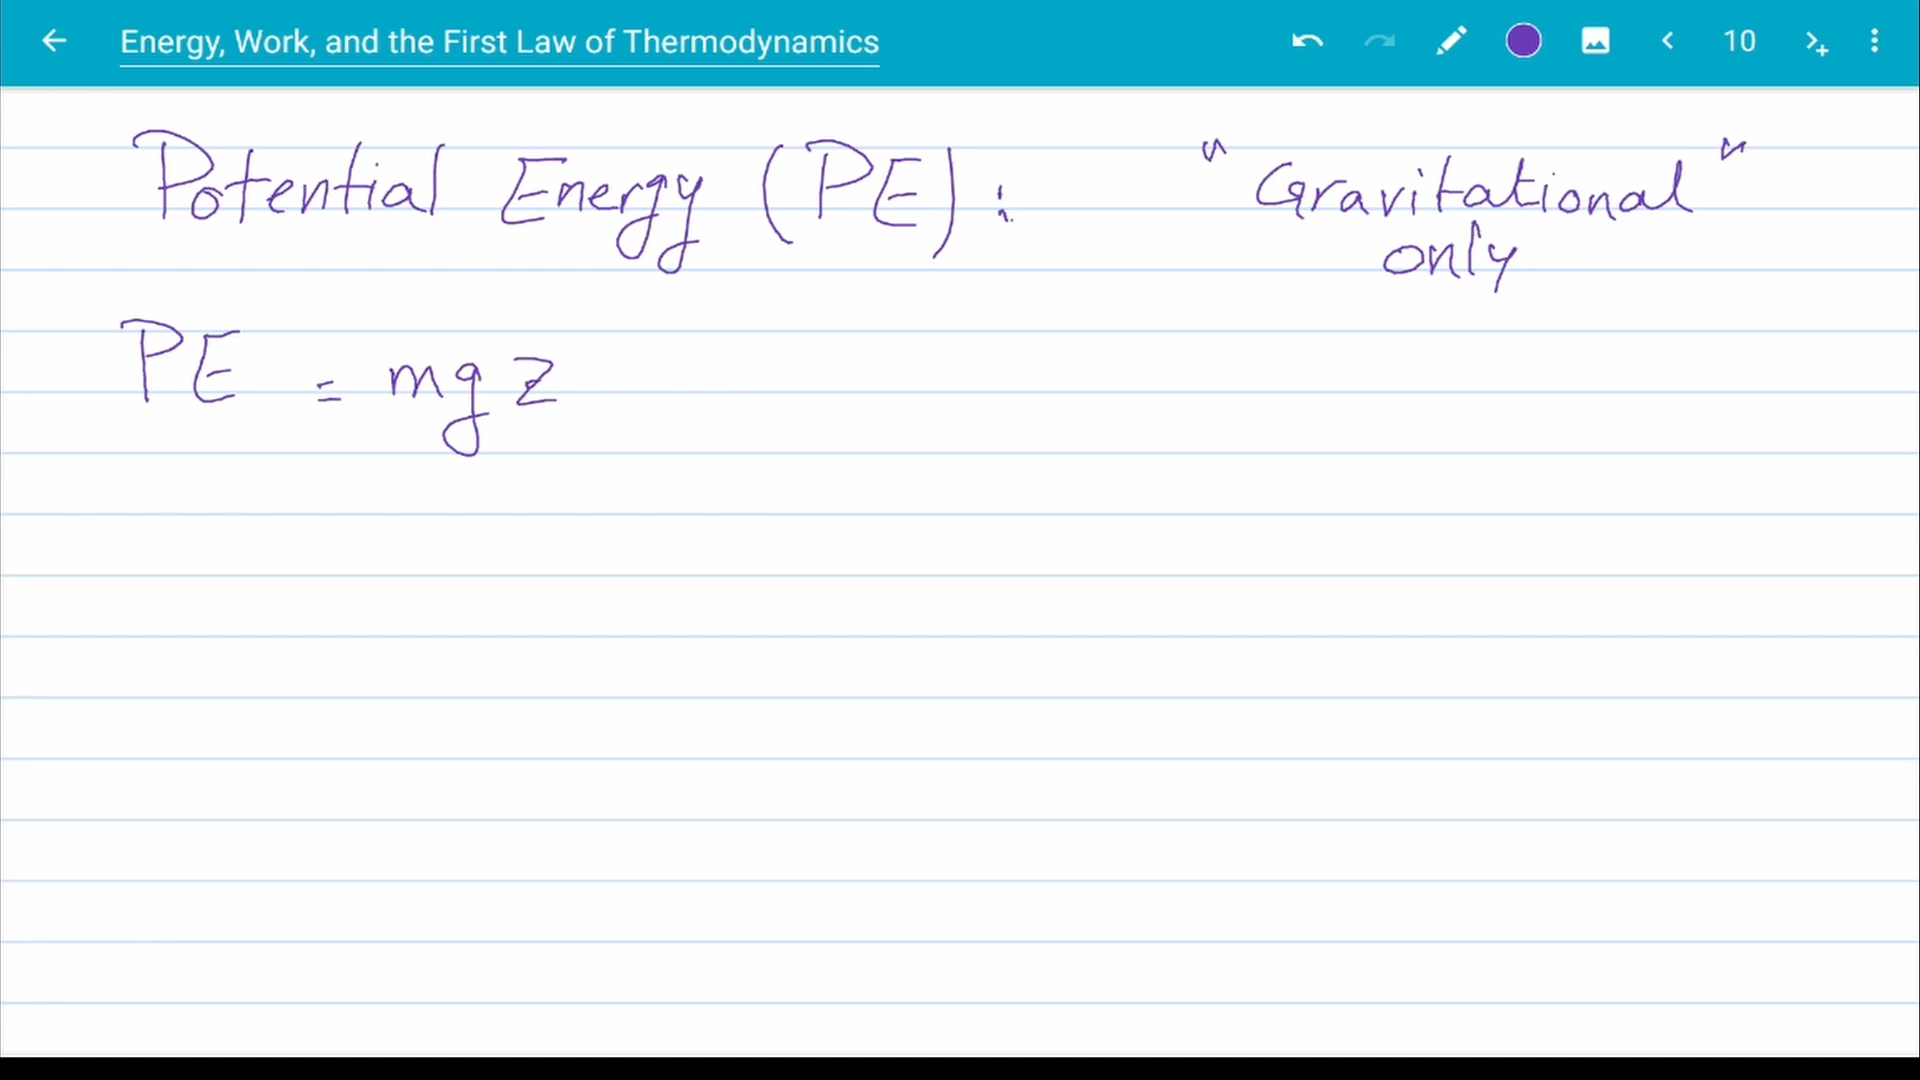 Energy, Work, and the First Law of Thermodynamics 10
Potential Energy (PE): "Gravitational"
only
PE = mgz